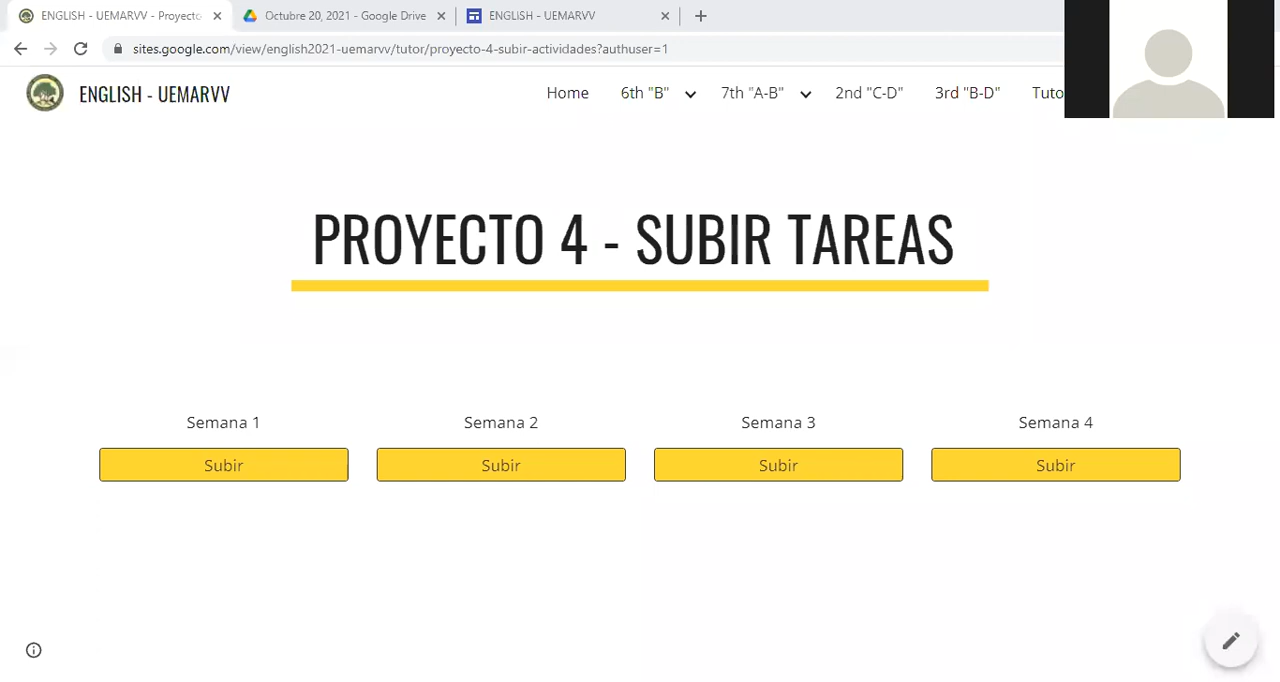 ENGLISH - UEMARVV - Proyecto
Octubre 20, 2021 - Google Drive
ENGLISH - UEMARVV
sites.google.com/view/english2021-uemarvv/tutor/proyecto-4-subir-actividades?authuser=1
ENGLISH - UEMARVV
Home
6th "B"
7th "A-B"
2nd "C-D"
3rd "B-D"
Tuto
PROYECTO 4 - SUBIR TAREAS
Semana 1
Semana 2
Semana 3
Semana 4
Subir
Subir
Subir
Subir